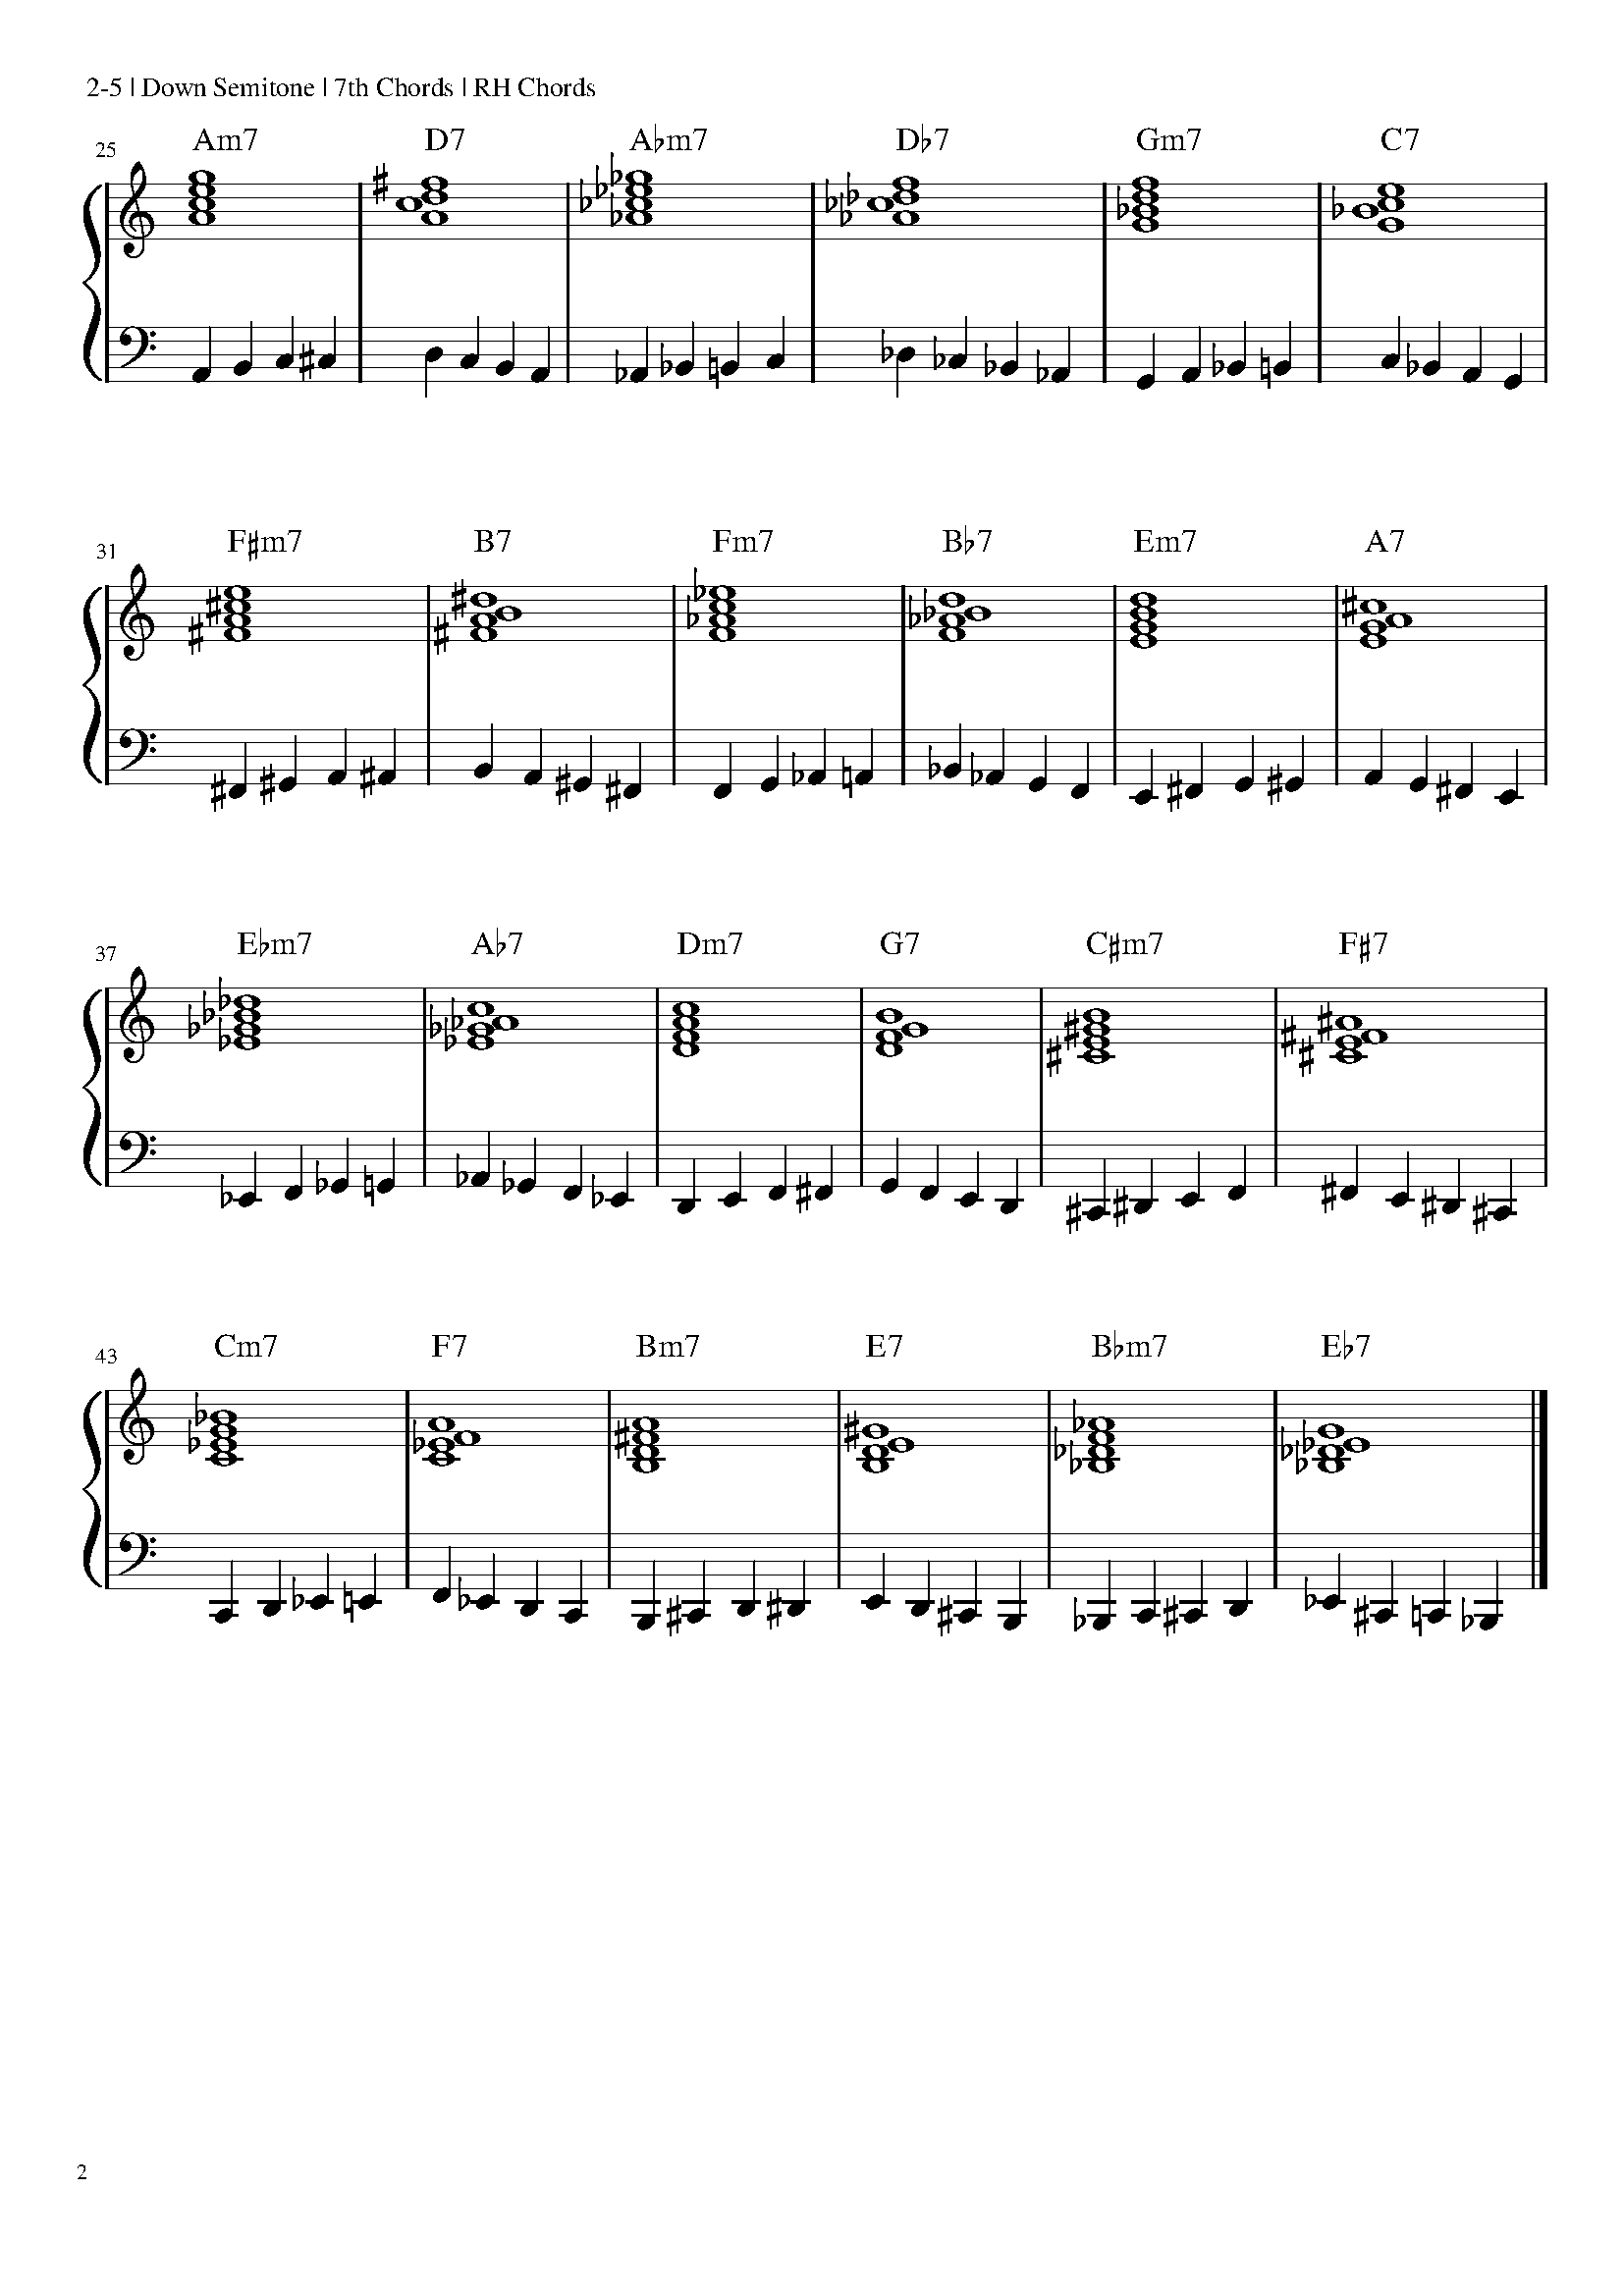 2-5 | Down Semitone | 7th Chords | RH Chords
Am7 D7 A♭m7 D♭7 Gm7 C7
25
F♯m7 B7 Fm7 B♭7 Em7 A7
31
E♭m7 A♭7 Dm7 G7 C♯m7 F♯7
37
Cm7 F7 Bm7 E7 B♭m7 E♭7
43
2